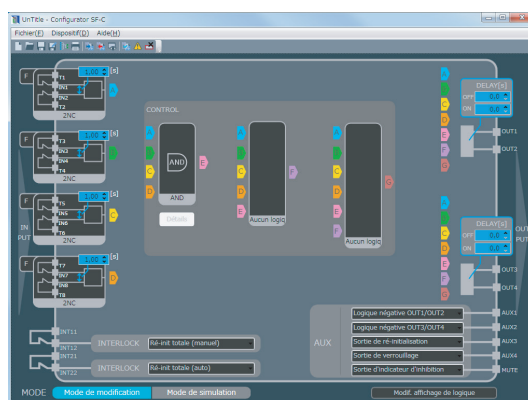 UnTitle - Configurator SF-C
Fichier(F) Dispositif(D) Aide(H)
F T1 IN1 IN2 T2 1.00 [s] A
2NC
F T3 IN3 IN4 T4 1.00 [s]
2NC
F T5 IN5 IN6 T6 1.00 [s] C
2NC
F T7 IN7 IN8 T8 1.00 [s] D
2NC
IN
PUT
CONTROL
A A A
C C C
D D D
E E E
F F
G
AND
AND
Détails
Aucun logiq
Aucun logiq
A
C
D
E
F
G
DELAY[s]
OFF 0.0
ON 0.0
OUT1
OUT2
A
C
D
E
F
G
DELAY[s]
OFF 0.0
ON 0.0
OUT3
OUT4
OUT
PUT
INT11
INT12
INTERLOCK Ré-init totale (manuel)
INT21
INT22
INTERLOCK Ré-init totale (auto)
AUX
Logique négative OUT1/OUT2 AUX1
Logique négative OUT3/OUT4 AUX2
Sortie de ré-initialisation AUX3
Sortie de verrouillage AUX4
Sortie d'indicateur d'inhibition MUTE
MODE Mode de modification Mode de simulation Modif. affichage de logique